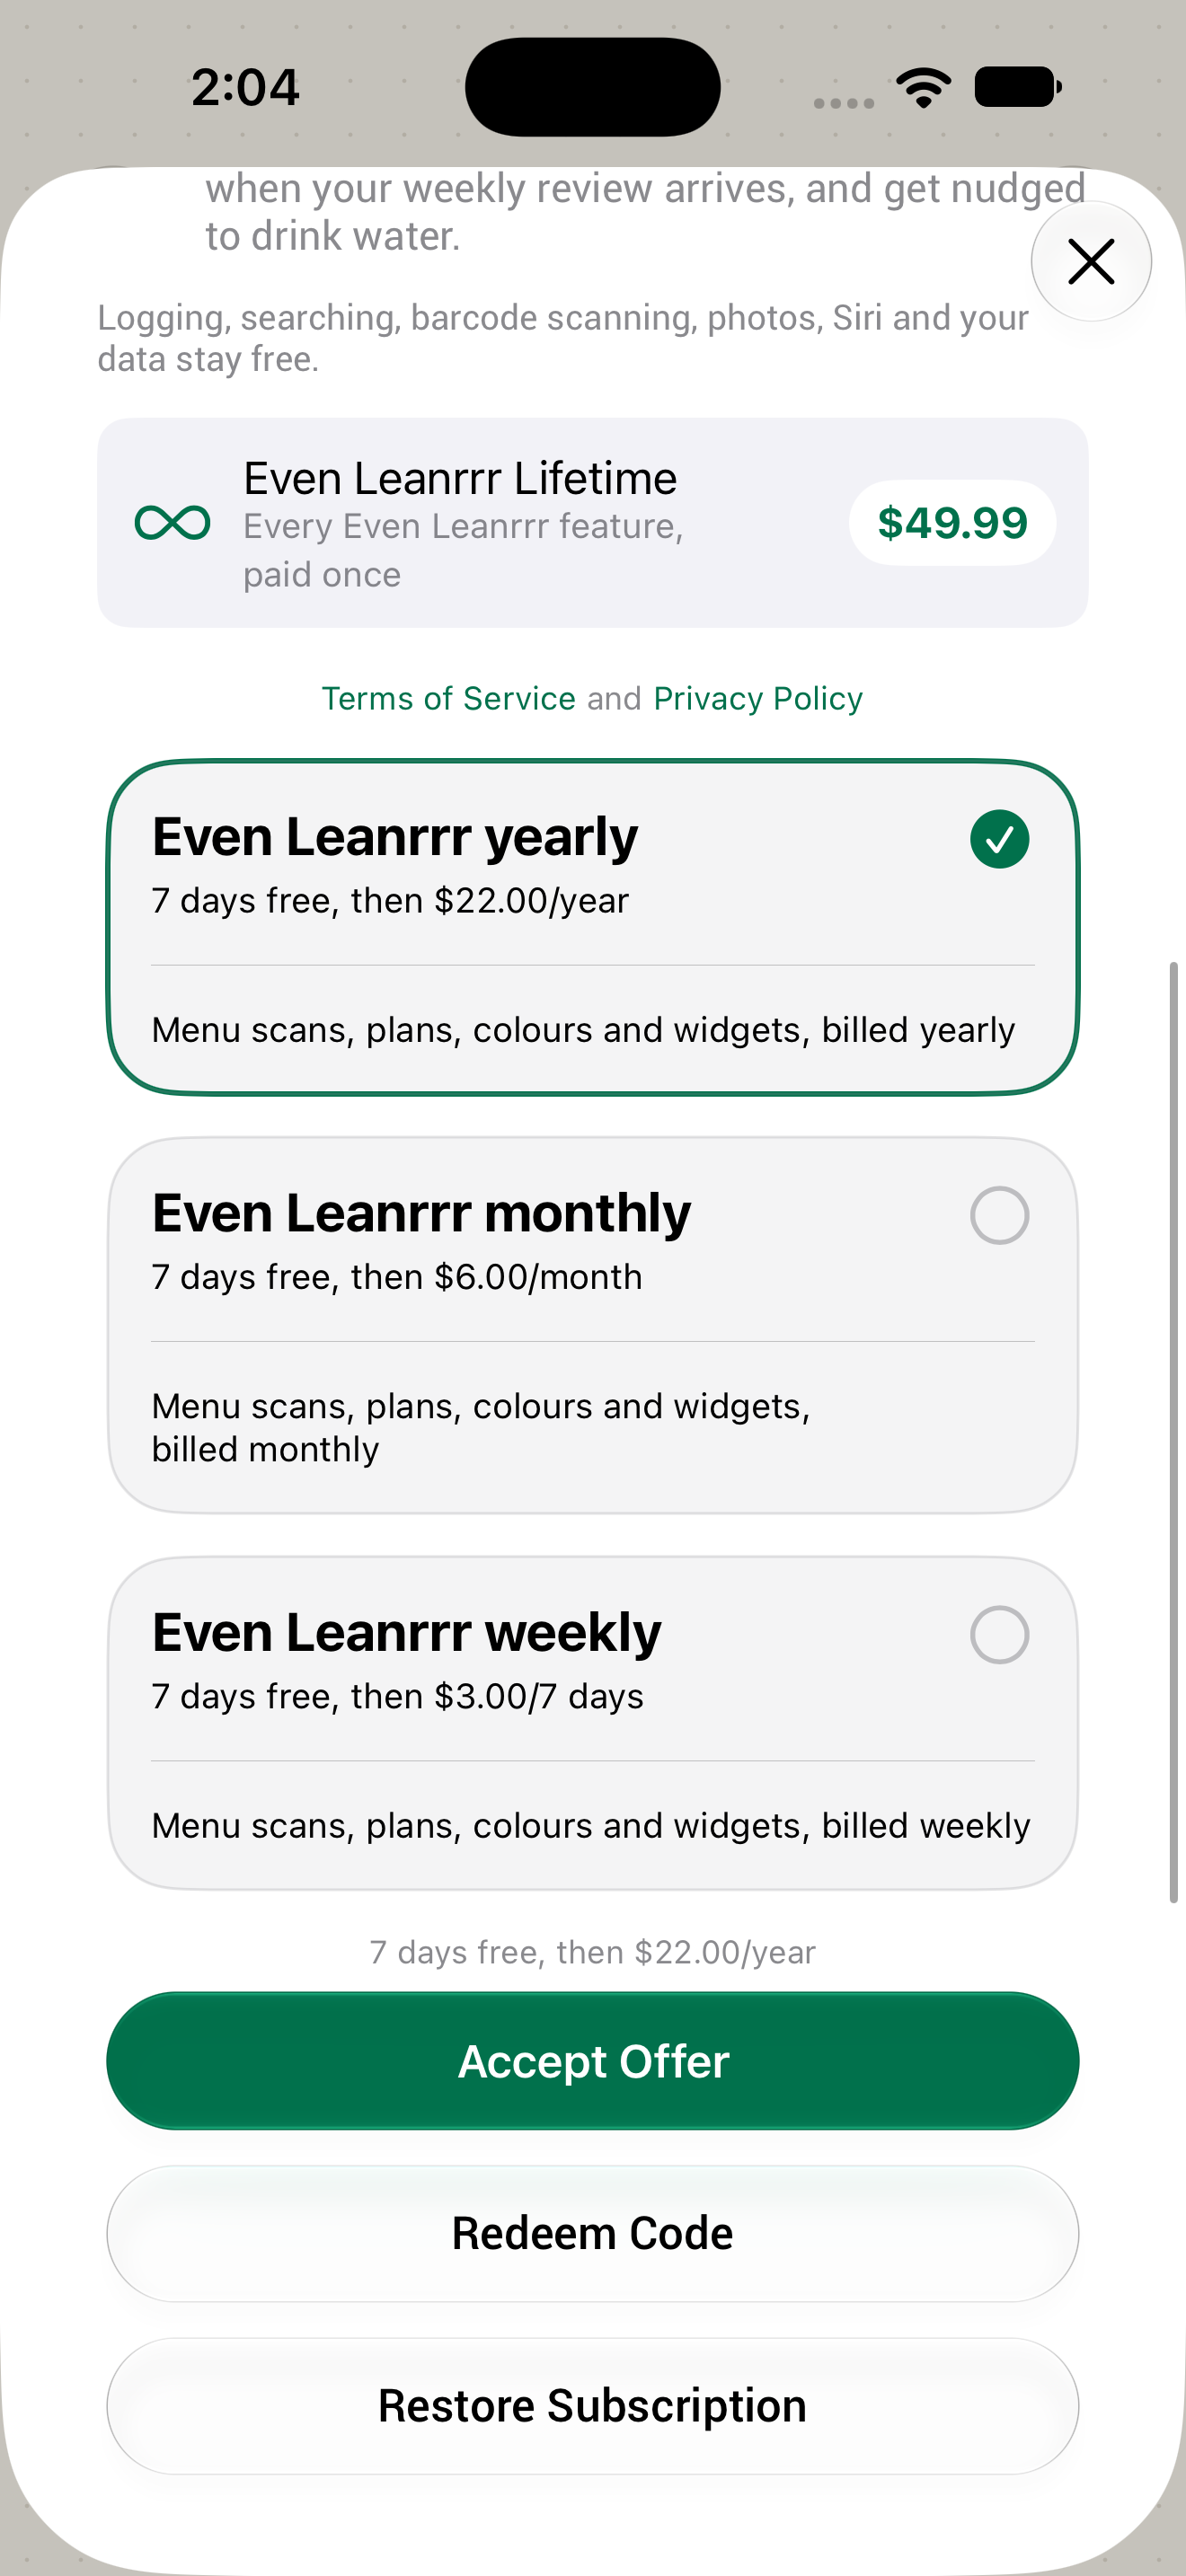 2:04
when your weekly review arrives, and get nudged
to drink water.
Logging, searching, barcode scanning, photos, Siri and your
data stay free.
Even Leanrrr Lifetime
Every Even Leanrrr feature,
paid once
$49.99
Terms of Service and Privacy Policy
Even Leanrrr yearly
7 days free, then $22.00/year
Menu scans, plans, colours and widgets, billed yearly
Even Leanrrr monthly
7 days free, then $6.00/month
Menu scans, plans, colours and widgets,
billed monthly
Even Leanrrr weekly
7 days free, then $3.00/7 days
Menu scans, plans, colours and widgets, billed weekly
7 days free, then $22.00/year
Accept Offer
Redeem Code
Restore Subscription